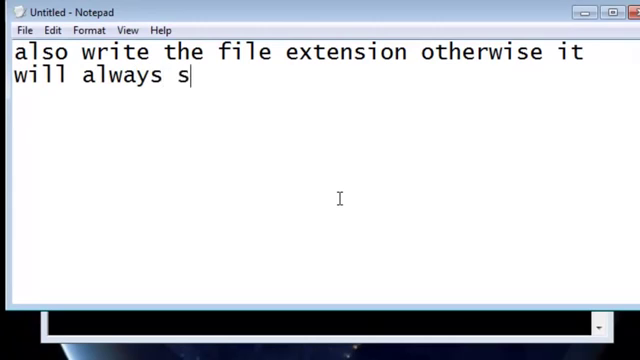 Untitled - Notepad
File Edit Format View Help
also write the file extension otherwise it
will always s